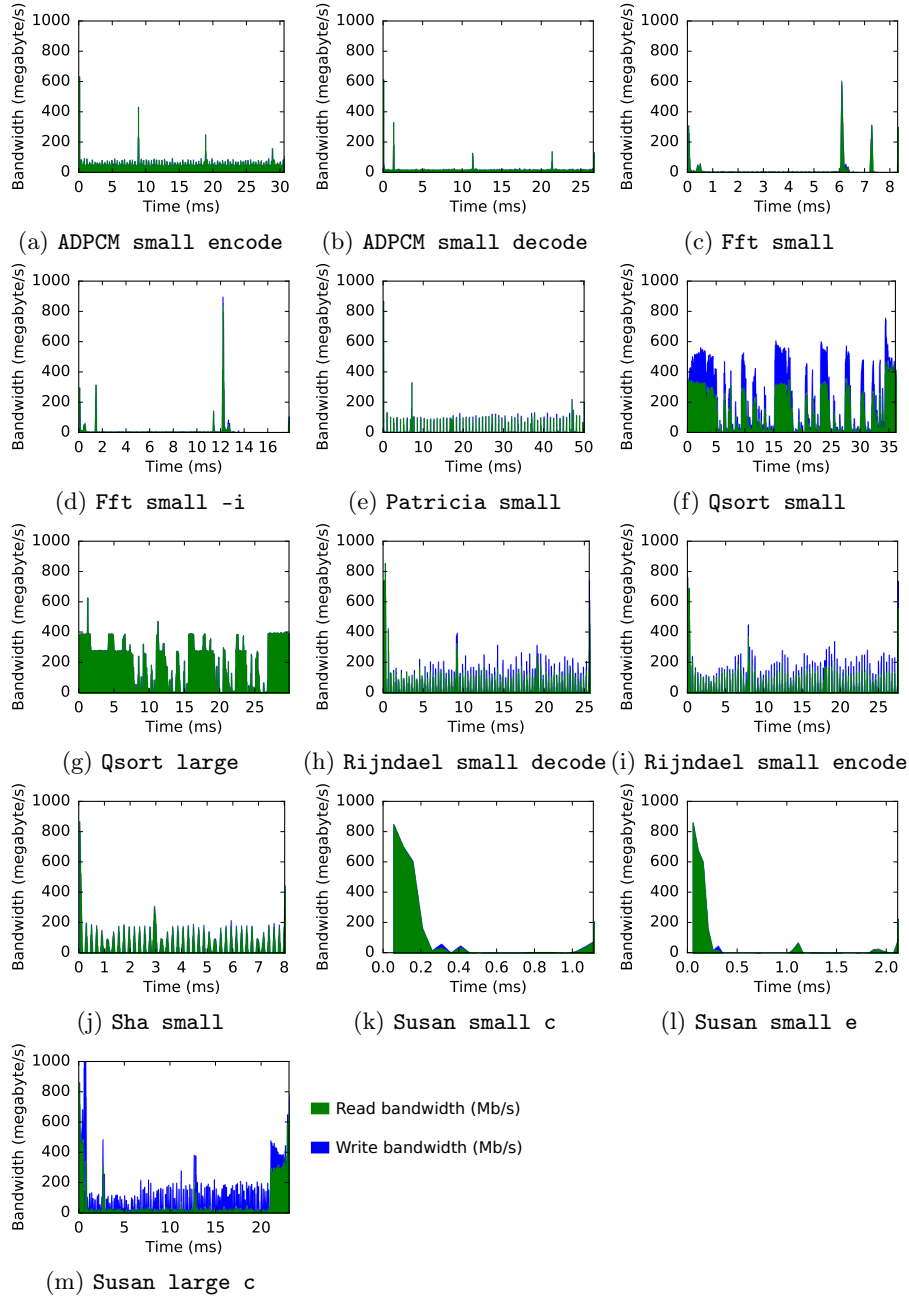 1000 1000 1000
800 800 800
600 600 600
400 400 400
200 200 200
0 0 0
Bandwidth (megabyte/s) Bandwidth (megabyte/s) Bandwidth (megabyte/s)
0 5 10 15 20 25 30 0 5 10 15 20 25 0 1 2 3 4 5 6 7 8
Time (ms) Time (ms) Time (ms)
(a) ADPCM small encode (b) ADPCM small decode (c) Fft small
1000 1000 1000
800 800 800
600 600 600
400 400 400
200 200 200
0 0 0
Bandwidth (megabyte/s) Bandwidth (megabyte/s) Bandwidth (megabyte/s)
0 2 4 6 8 10 12 14 16 0 10 20 30 40 50 0 5 10 15 20 25 30 35
Time (ms) Time (ms) Time (ms)
(d) Fft small -i (e) Patricia small (f) Qsort small
1000 1000 1000
800 800 800
600 600 600
400 400 400
200 200 200
0 0 0
Bandwidth (megabyte/s) Bandwidth (megabyte/s) Bandwidth (megabyte/s)
0 5 10 15 20 25 0 5 10 15 20 25 0 5 10 15 20 25
Time (ms) Time (ms) Time (ms)
(g) Qsort large (h) Rijndael small decode (i) Rijndael small encode
1000 1000 1000
800 800 800
600 600 600
400 400 400
200 200 200
0 0 0
Bandwidth (megabyte/s) Bandwidth (megabyte/s) Bandwidth (megabyte/s)
0 1 2 3 4 5 6 7 8 0.0 0.2 0.4 0.6 0.8 1.0 0.0 0.5 1.0 1.5 2.0
Time (ms) Time (ms) Time (ms)
(j) Sha small (k) Susan small c (l) Susan small e
1000
800
600
400
200
0
Bandwidth (megabyte/s)
0 5 10 15 20
Time (ms)
Read bandwidth (Mb/s)
Write bandwidth (Mb/s)
(m) Susan large c